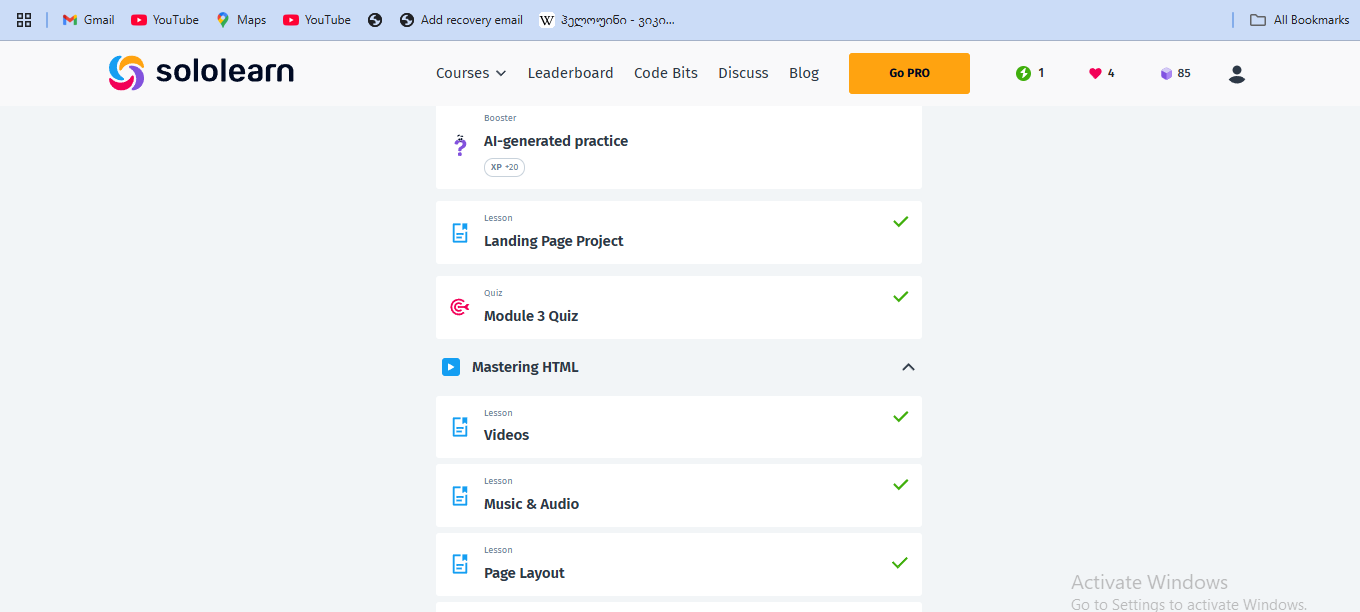 Gmail YouTube Maps YouTube Add recovery email ჰელოუინი - ვიკი... All Bookmarks
sololearn Courses Leaderboard Code Bits Discuss Blog Go PRO 1 4 85
Booster
AI-generated practice
XP +20
Lesson
Landing Page Project
Quiz
Module 3 Quiz
Mastering HTML
Lesson
Videos
Lesson
Music & Audio
Lesson
Page Layout
Activate Windows
Go to Settings to activate Windows.